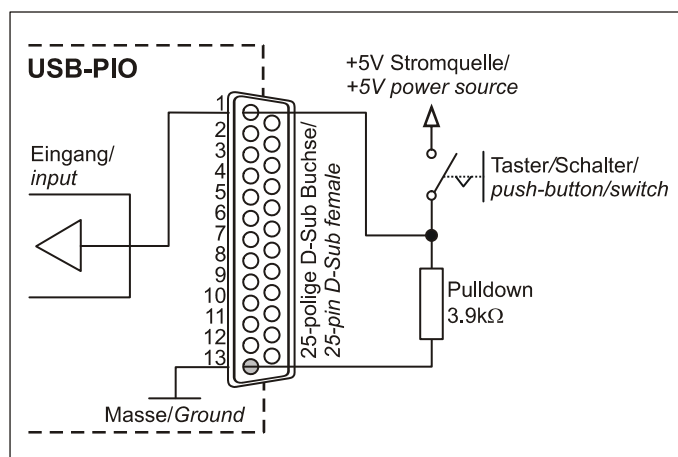 USB-PIO
+5V Stromquelle/
+5V power source
Eingang/
input
1
2
3
4
5
6
7
8
9
10
11
12
13
25-polige D-Sub Buchse/
25-pin D-Sub female
Taster/Schalter/
push-button/switch
Pulldown
3.9kΩ
Masse/Ground